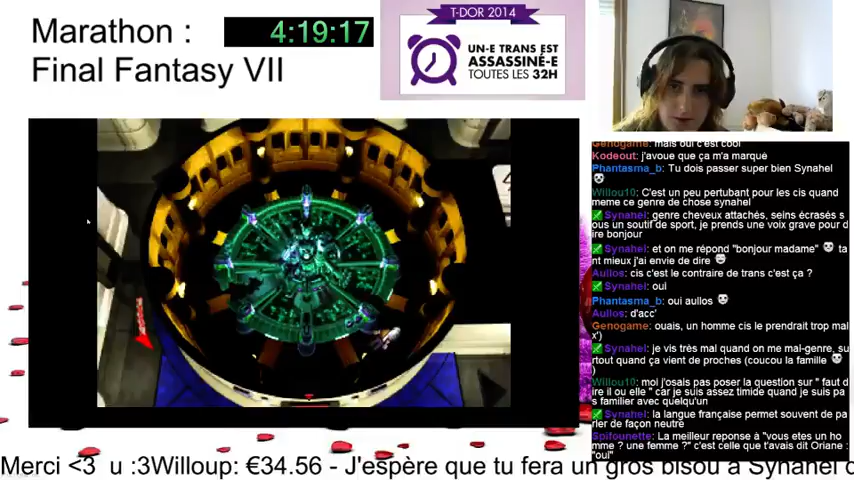 Marathon :
Final Fantasy VII
4:19:17
T-DOR 2014
UN·E TRANS EST
ASSASSINÉ·E
TOUTES LES 32H
Genogame: mais oui c'est cool
Kodeout: j'avoue que ça m'a marqué
Phantasma_b: Tu dois passer super bien Synahel
Willou10: C'est un peu pertubant pour les cis quand
meme ce genre de chose synahel
Synahel: genre cheveux attachés, seins écrasés s
ous un soutif de sport, je prends une voix grave pour d
ire bonjour
Synahel: et on me répond "bonjour madame" ta
nt mieux j'ai envie de dire
Aullos: cis c'est le contraire de trans c'est ça ?
Synahel: oui
Phantasma_b: oui aullos
Aullos: d'acc'
Genogame: ouais, un homme cis le prendrait trop mal
x')
Synahel: je vis très mal quand on me mal-genre, su
rtout quand ça vient de proches (coucou la famille
)
Willou10: moi j'osais pas poser la question sur " faut d
ire il ou elle " car je suis assez timide quand je suis pa
s familier avec quelqu'un
Synahel: la langue française permet souvent de pa
rler de façon neutre
Spifounette: La meilleur reponse à "vous etes un ho
mme ? une femme ?" c'est celle que t'avais dit Oriane :
"oui"
Merci <3 u :3Willoup: €34.56 - J'espère que tu fera un gros bisou a Synahel